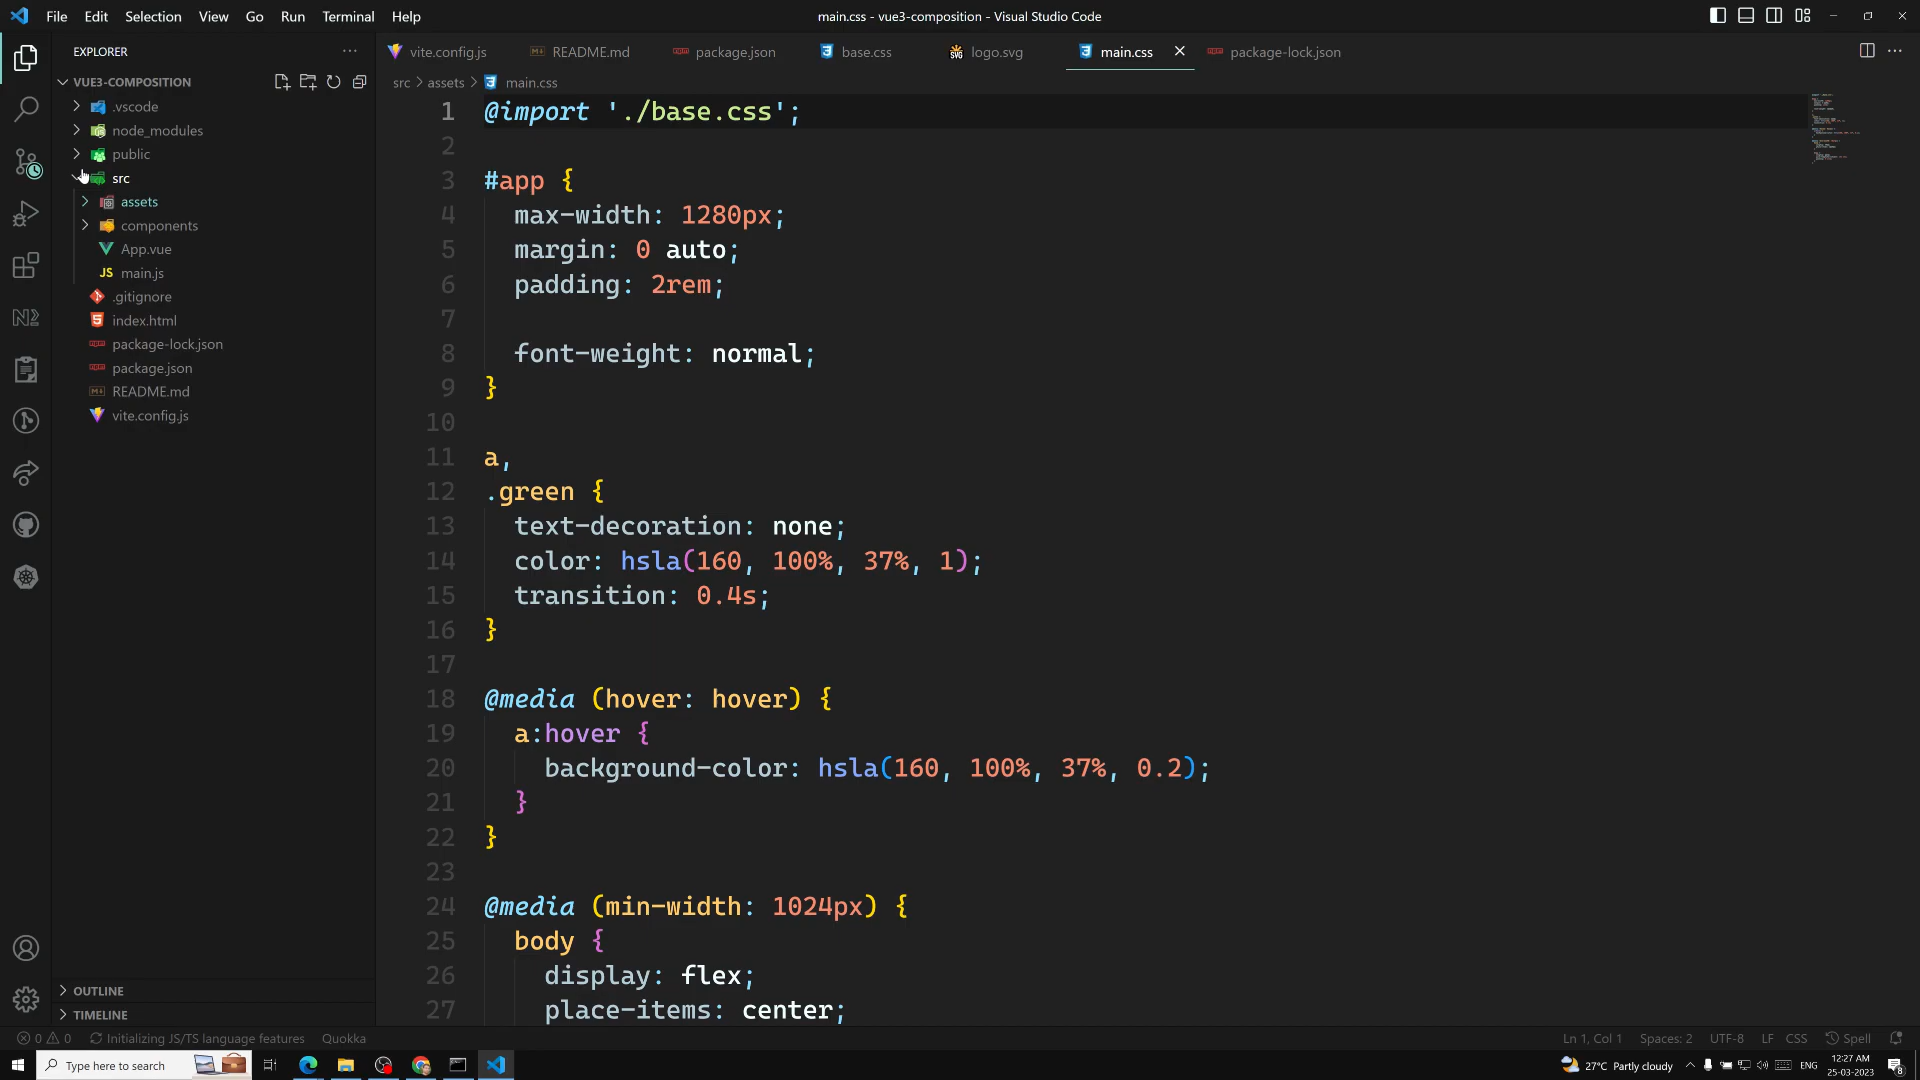 File Edit Selection View Go Run Terminal Help
main.css - vue3-composition - Visual Studio Code
EXPLORER
VUE3-COMPOSITION
.vscode
node_modules
public
src
assets
components
App.vue
JS main.js
.gitignore
index.html
package-lock.json
package.json
README.md
vite.config.js
OUTLINE
TIMELINE
vite.config.js README.md package.json base.css logo.svg main.css package-lock.json
src > assets > main.css
1 @import './base.css';
2
3 #app {
4 max-width: 1280px;
5 margin: 0 auto;
6 padding: 2rem;
7
8 font-weight: normal;
9 }
10
11 a,
12 .green {
13 text-decoration: none;
14 color: hsla(160, 100%, 37%, 1);
15 transition: 0.4s;
16 }
17
18 @media (hover: hover) {
19 a:hover {
20 background-color: hsla(160, 100%, 37%, 0.2);
21 }
22 }
23
24 @media (min-width: 1024px) {
25 body {
26 display: flex;
27 place-items: center;
0 0 Initializing JS/TS language features Quokka
Ln 1, Col 1 Spaces: 2 UTF-8 LF CSS Spell
Type here to search
27°C Partly cloudy ENG
12:27 AM
25-03-2023
8